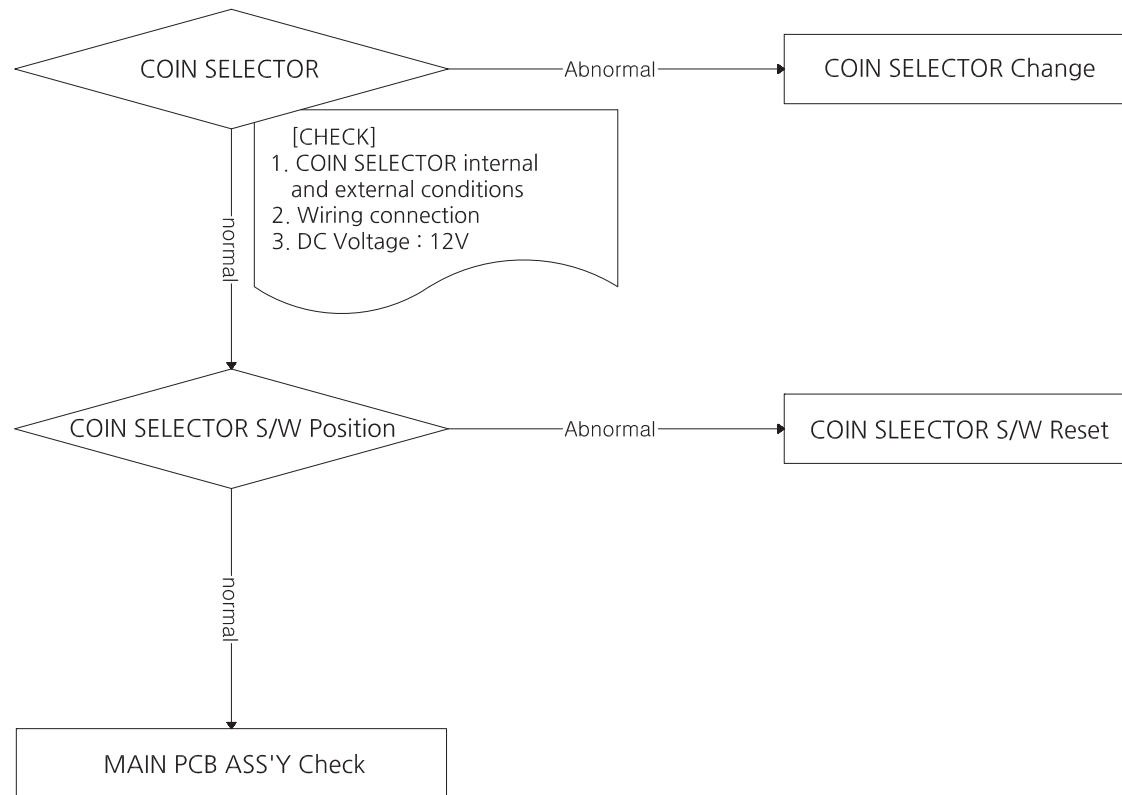 COIN SELECTOR
Abnormal
COIN SELECTOR Change
[CHECK]
1. COIN SELECTOR internal
and external conditions
2. Wiring connection
3. DC Voltage : 12V
normal
COIN SELECTOR S/W Position
Abnormal
COIN SLEECTOR S/W Reset
normal
MAIN PCB ASS'Y Check